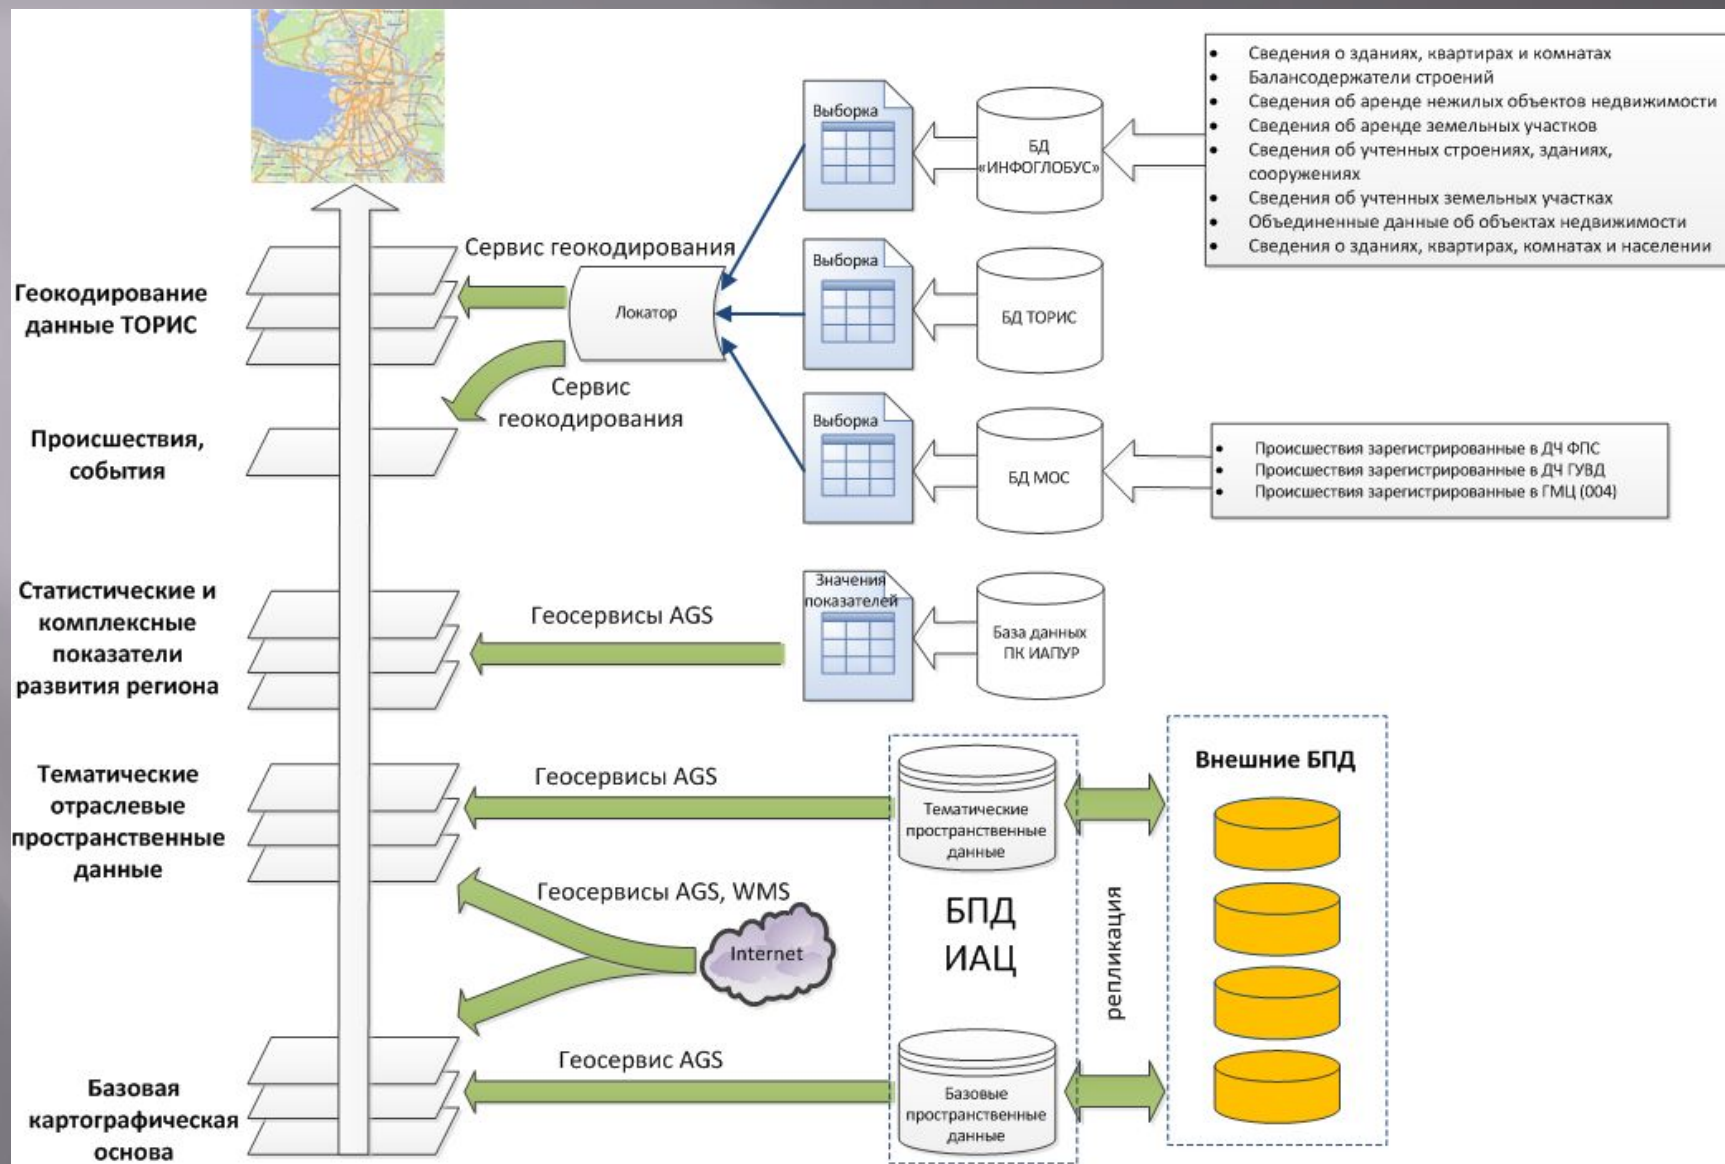 Сведения о зданиях, квартирах и комнатах
Балансодержатели строений
Сведения об аренде нежилых объектов недвижимости
Сведения об аренде земельных участков
Сведения об учтенных строениях, зданиях,
сооружениях
Сведения об учтенных земельных участках
Объединенные данные об объектах недвижимости
Сведения о зданиях, квартирах, комнатах и населении
Выборка
БД
«ИНФОГЛОБУС»
Сервис геокодирования
Геокодирование
данные ТОРИС
Локатор
Выборка
БД ТОРИС
Сервис
геокодирования
Происшествия,
события
Выборка
БД МОС
Происшествия зарегистрированные в ДЧ ФПС
Происшествия зарегистрированные в ДЧ ГУВД
Происшествия зарегистрированные в ГМЦ (004)
Статистические и
комплексные
показатели
развития региона
Геосервисы AGS
Значения
показателей
База данных
ПК ИАПУР
Тематические
отраслевые
пространственные
данные
Геосервисы AGS
Тематические
пространственные
данные
Внешние БПД
Геосервисы AGS, WMS
Internet
БПД
ИАЦ
репликация
Базовая
картографическая
основа
Геосервис AGS
Базовые
пространственные
данные